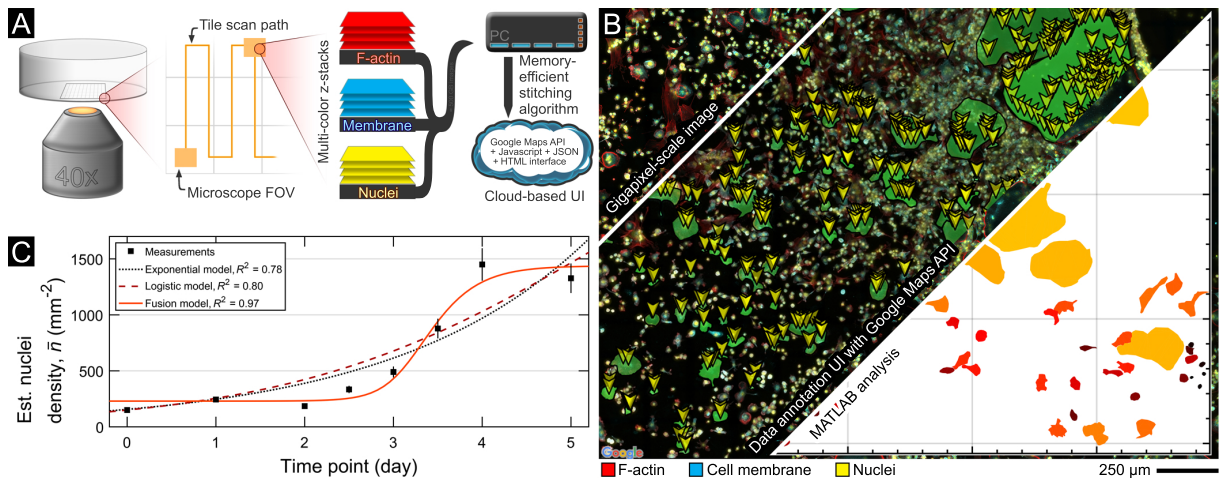 A
Tile scan path
Microscope FOV
40x
Multi-color z-stacks
F-actin
Membrane
Nuclei
PC
Memory-
efficient
stitching
algorithm
Google Maps API
+ Javascript + JSON
+ HTML interface
Cloud-based UI
B
Gigapixel-scale image
Data annotation UI with Google Maps API
MATLAB analysis
Google
F-actin
Cell membrane
Nuclei
250 µm
C
Measurements
Exponential model, R² = 0.78
Logistic model, R² = 0.80
Fusion model, R² = 0.97
Est. nuclei
density, n̄ (mm⁻²)
1500
1000
500
0
0 1 2 3 4 5
Time point (day)